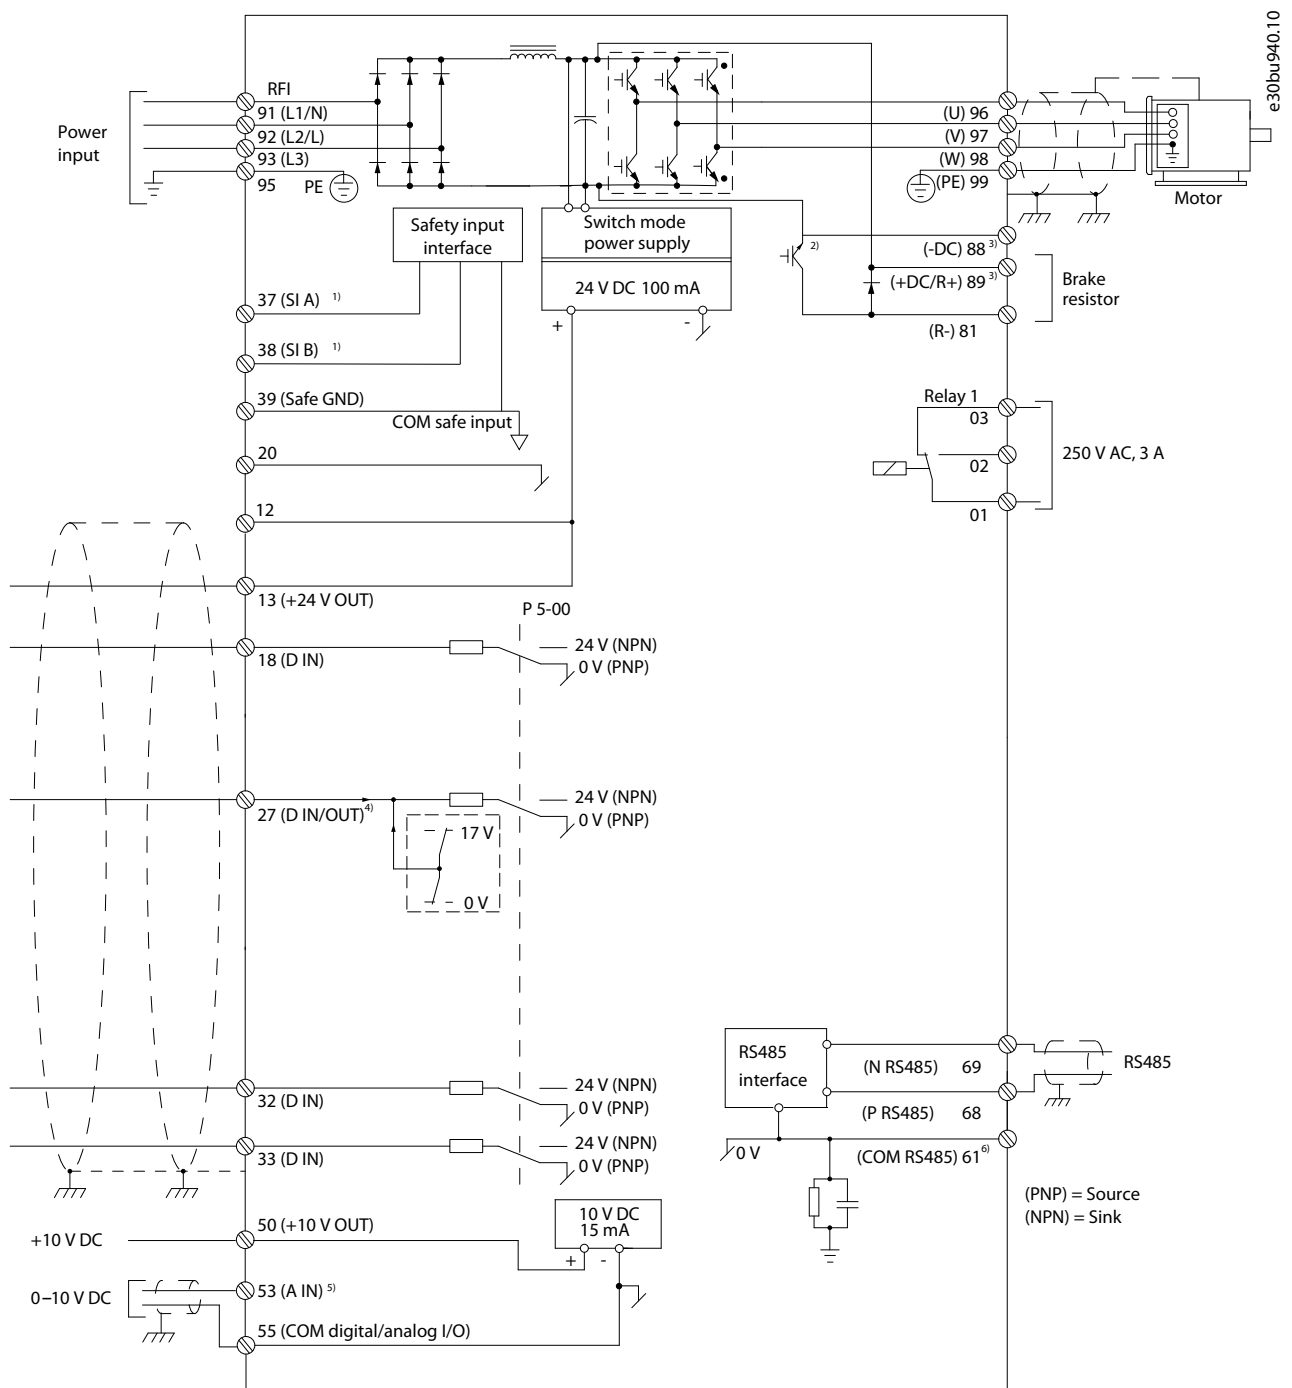 e30bu940.10
RFI
Power
input
91 (L1/N)
92 (L2/L)
93 (L3)
95
PE
(U) 96
(V) 97
(W) 98
(PE) 99
Motor
Safety input
interface
Switch mode
power supply
24 V DC 100 mA
+
-
2)
(-DC) 88 3)
(+DC/R+) 89 3)
(R-) 81
Brake
resistor
37 (SI A) 1)
38 (SI B) 1)
39 (Safe GND)
COM safe input
20
12
13 (+24 V OUT)
Relay 1
03
02
01
250 V AC, 3 A
P 5-00
18 (D IN)
24 V (NPN)
0 V (PNP)
27 (D IN/OUT) 4)
24 V (NPN)
0 V (PNP)
17 V
0 V
32 (D IN)
24 V (NPN)
0 V (PNP)
33 (D IN)
24 V (NPN)
0 V (PNP)
RS485
interface
(N RS485) 69
(P RS485) 68
RS485
0 V
(COM RS485) 61 6)
(PNP) = Source
(NPN) = Sink
50 (+10 V OUT)
+10 V DC
10 V DC
15 mA
+
-
53 (A IN) 5)
0–10 V DC
55 (COM digital/analog I/O)